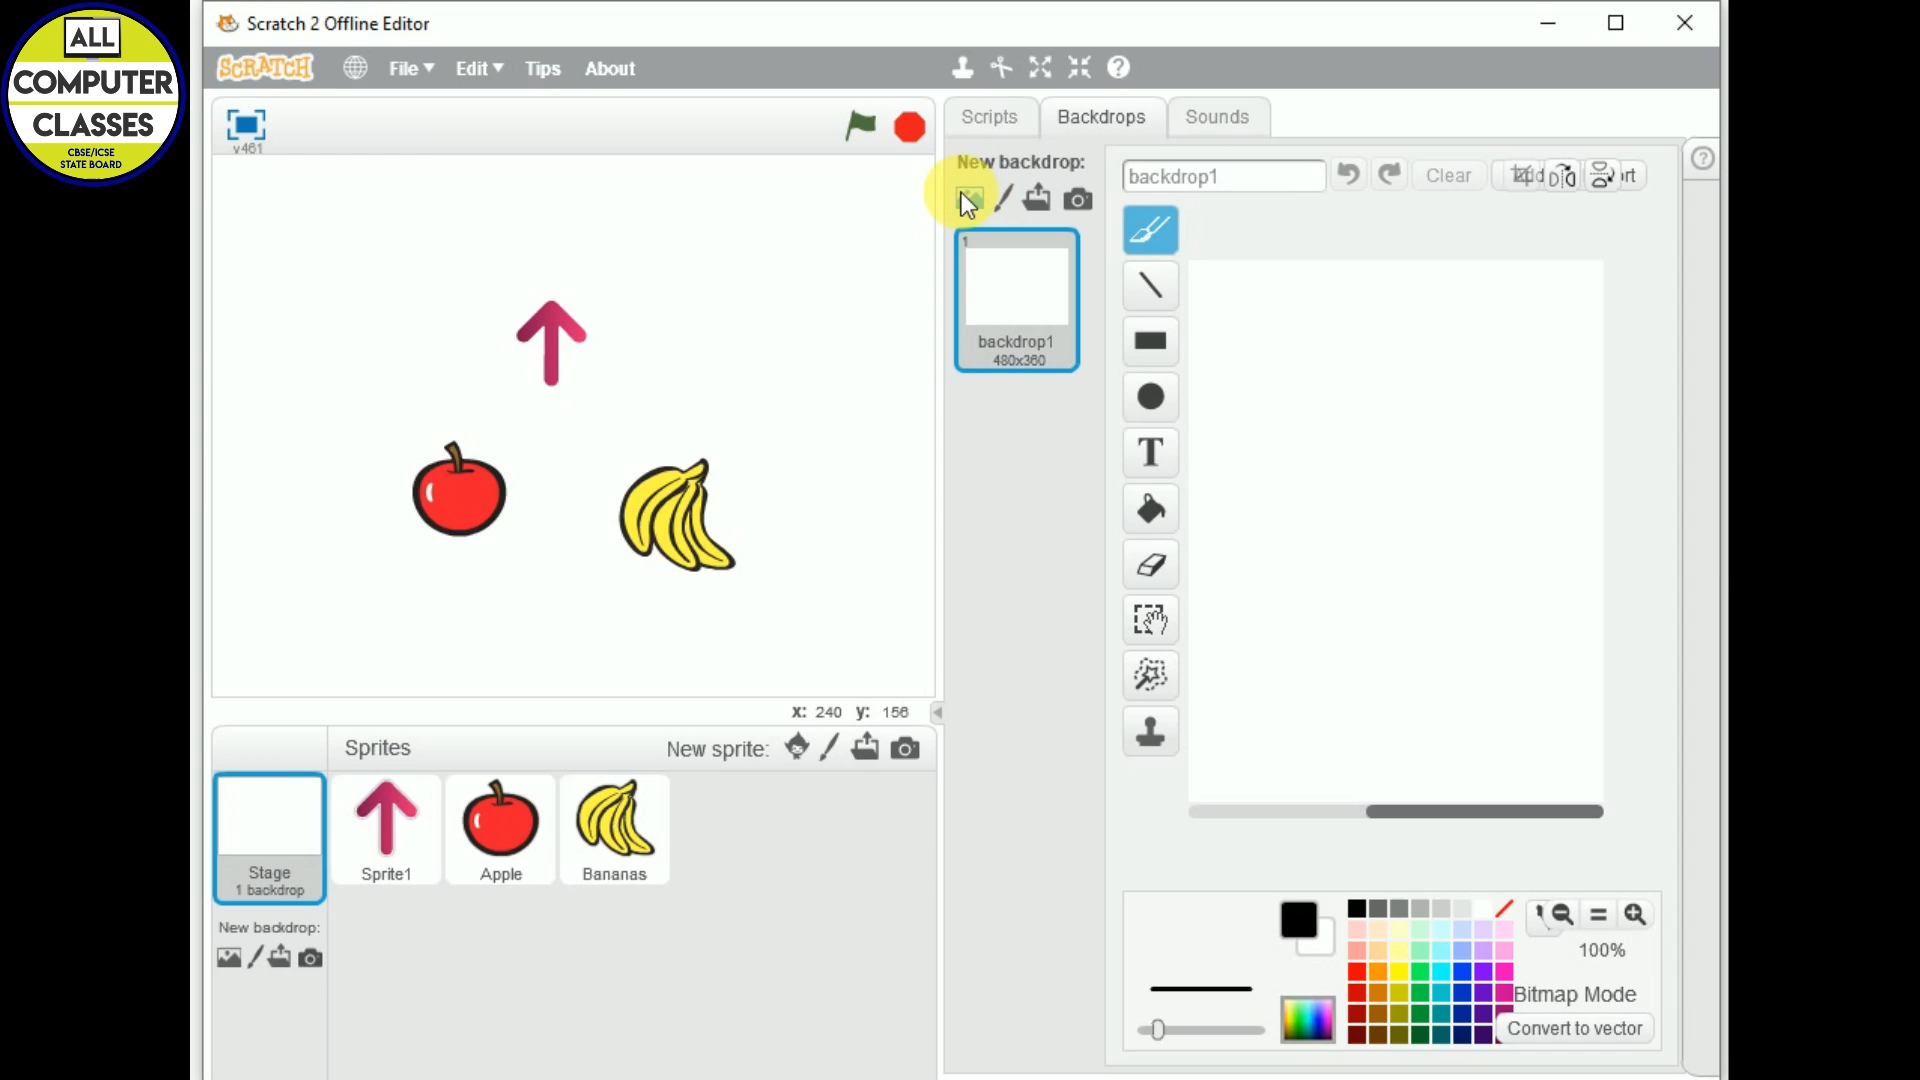 ALL
COMPUTER
CLASSES
CBSE/ICSE
STATE BOARD
Scratch 2 Offline Editor
SCRATCH
File
Edit
Tips
About
v461
Scripts
Backdrops
Sounds
New backdrop:
backdrop1
Clear
1
backdrop1
480x360
x: 240 y: 156
Sprites
New sprite:
Stage
1 backdrop
Sprite1
Apple
Bananas
New backdrop:
100%
Bitmap Mode
Convert to vector